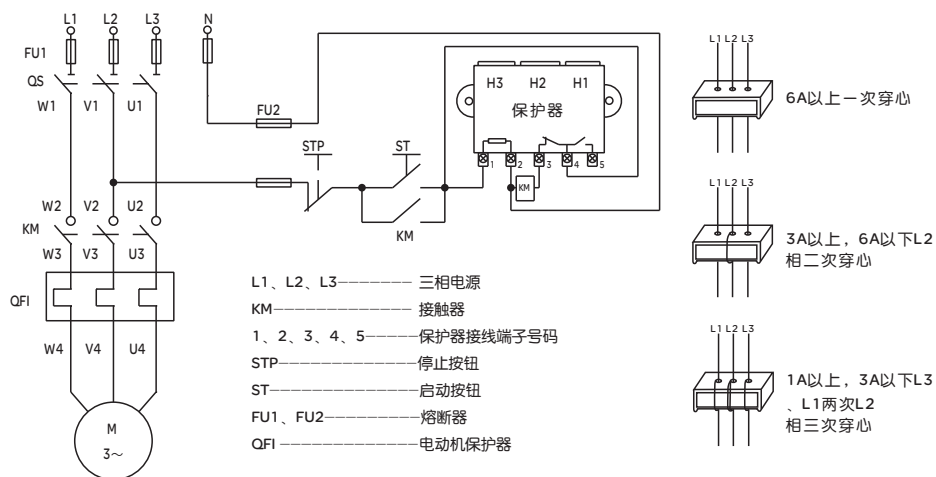 L1 L2 L3 N
FU1
QS
W1 V1 U1
FU2
STP ST
H3 H2 H1
保护器
1 2 3 4 5
KM
W2 V2 U2
KM
W3 V3 U3
KM
QFI
W4 V4 U4
M
3～
L1、L2、L3------- 三相电源
KM--------------接触器
1、2、3、4、5-----保护器接线端子号码
STP--------------停止按钮
ST---------------启动按钮
FU1、FU2---------熔断器
QFI --------------电动机保护器
L1 L2 L3
6A以上一次穿心
L1 L2 L3
3A以上，6A以下L2
相二次穿心
L1 L2 L3
1A以上，3A以下L3
、L1两次L2
相三次穿心